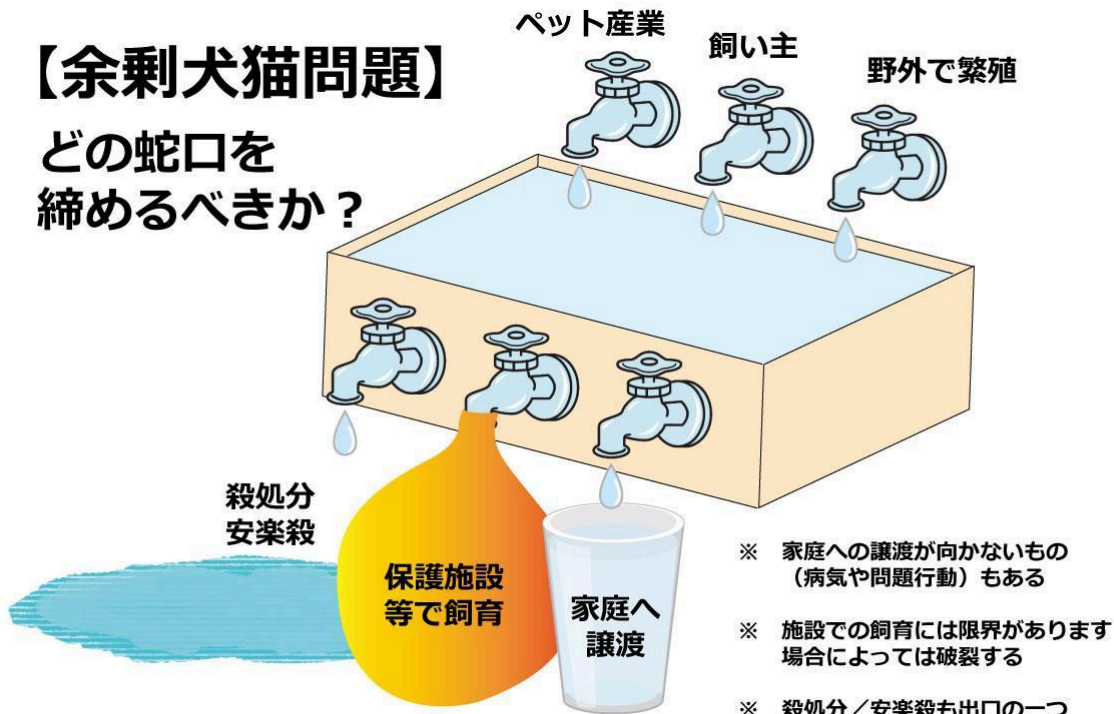 【余剰犬猫問題】
どの蛇口を
締めるべきか？
ペット産業
飼い主
野外で繁殖
殺処分
安楽殺
保護施設
等で飼育
家庭へ
譲渡
※ 家庭への譲渡が向かないもの
（病気や問題行動）もある
※ 施設での飼育には限界があります
場合によっては破裂する
※ 殺処分／安楽殺も出口の一つ